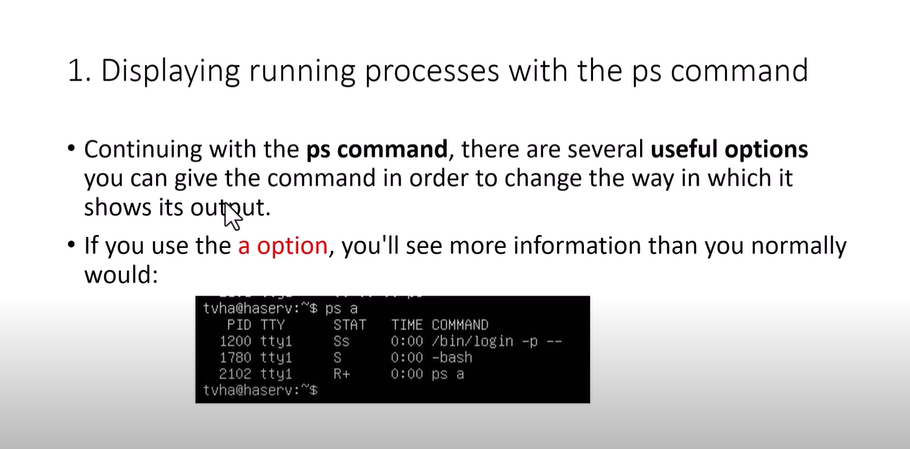 1. Displaying running processes with the ps command
• Continuing with the ps command, there are several useful options
you can give the command in order to change the way in which it
shows its output.
• If you use the a option, you'll see more information than you normally
would:
tvha@haserv:~$ ps a
PID TTY STAT TIME COMMAND
1200 tty1 Ss 0:00 /bin/login -p --
1780 tty1 S 0:00 -bash
2102 tty1 R+ 0:00 ps a
tvha@haserv:~$